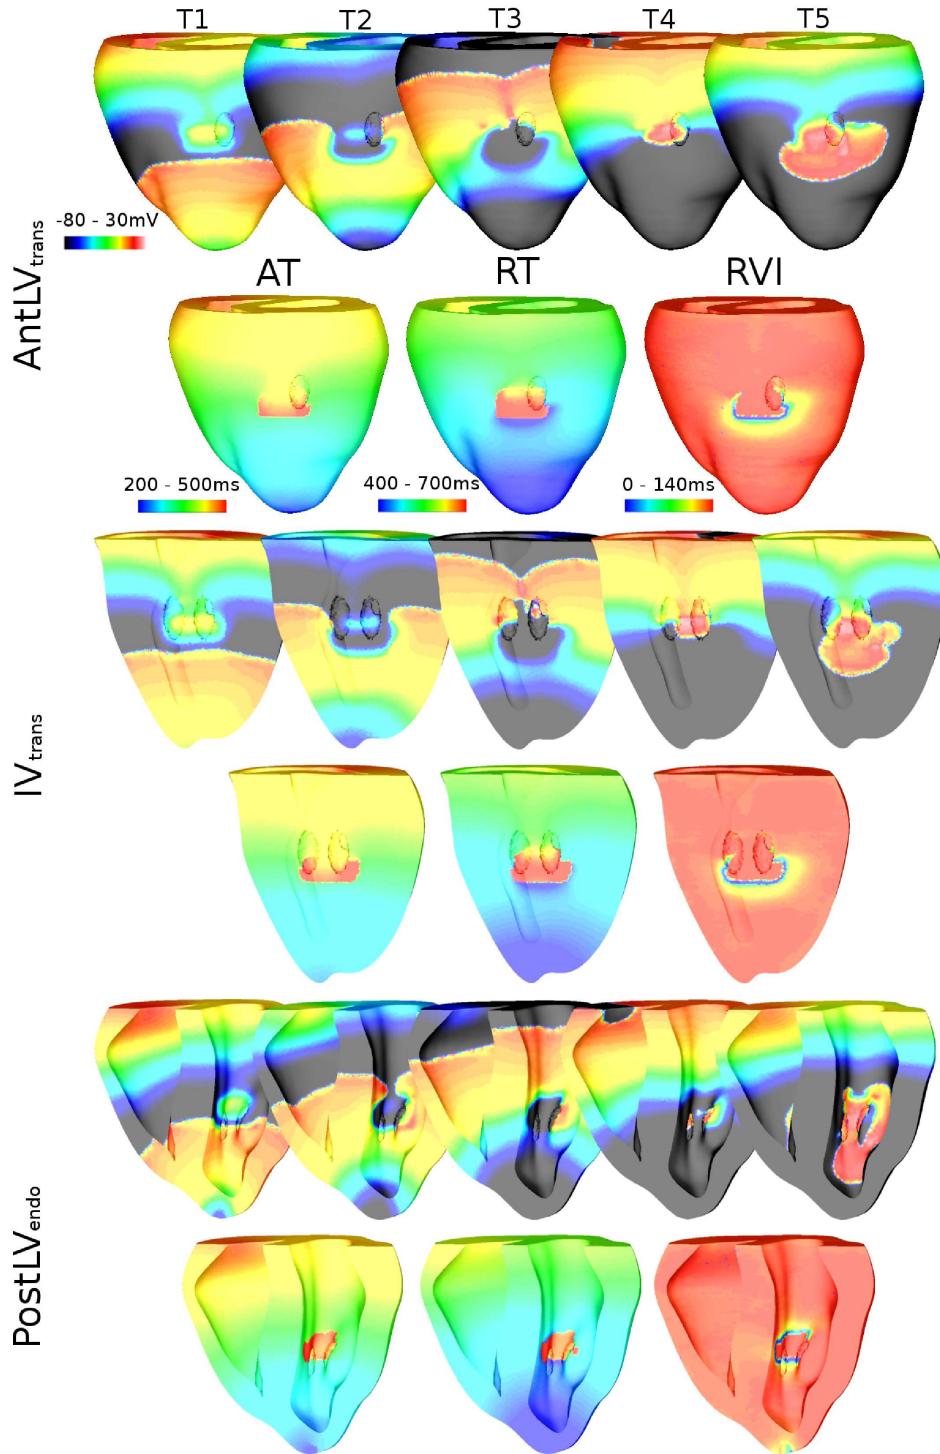 T1 T2 T3 T4 T5
-80 - 30mV
AntLVtrans
AT RT RVI
200 - 500ms 400 - 700ms 0 - 140ms
IVtrans
PostLVendo